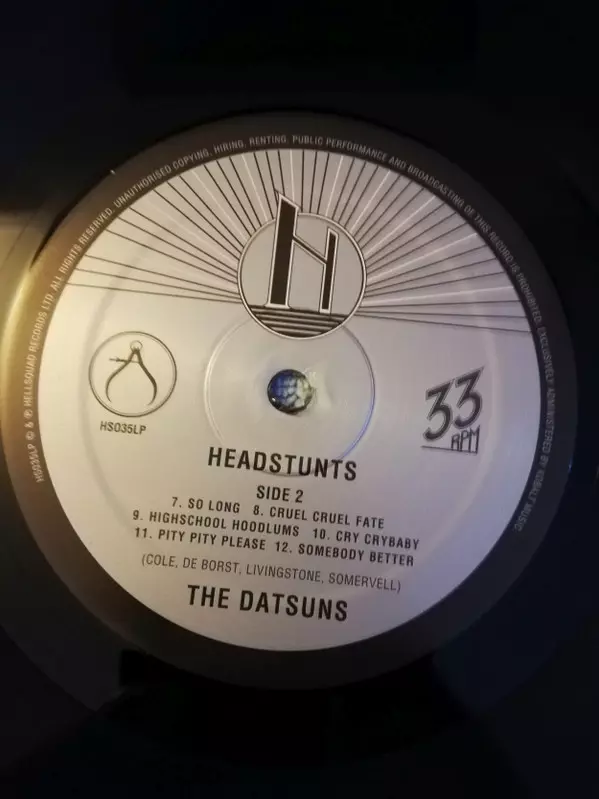 HS035LP © & ℗ HELLSQUAD RECORDS LTD. ALL RIGHTS RESERVED. UNAUTHORISED COPYING, HIRING, RENTING, PUBLIC PERFORMANCE AND BROADCASTING OF THIS RECORD IS PROHIBITED. EXCLUSIVELY ADMINISTERED BY KOBALT MUSIC
H
HS035LP
33
RPM
HEADSTUNTS
SIDE 2
7. SO LONG 8. CRUEL CRUEL FATE
9. HIGHSCHOOL HOODLUMS 10. CRY CRYBABY
11. PITY PITY PLEASE 12. SOMEBODY BETTER
(COLE, DE BORST, LIVINGSTONE, SOMERVELL)
THE DATSUNS